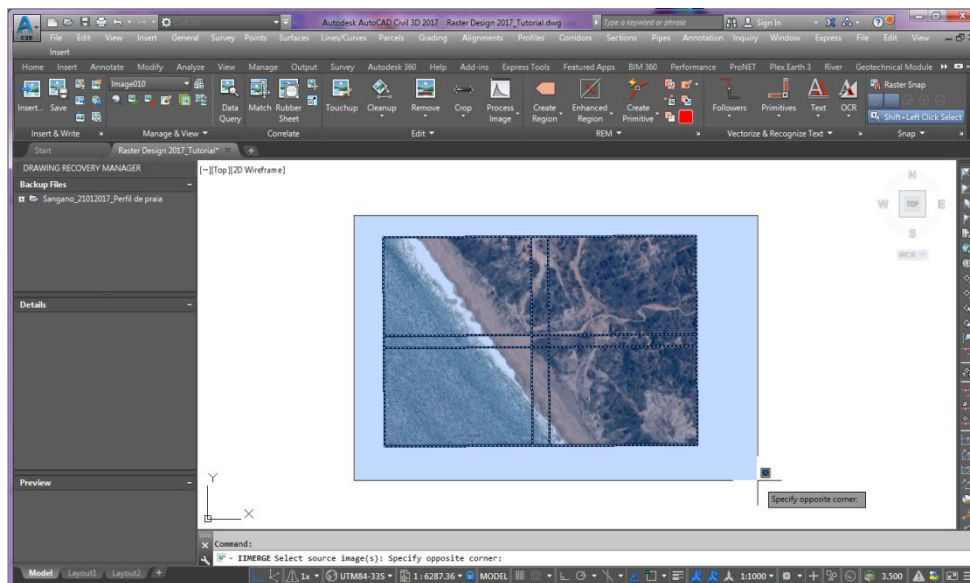 Autodesk AutoCAD Civil 3D 2017 Raster Design 2017_Tutorial.dwg
Type a keyword or phrase
Sign In
C3D
File Edit View Insert General Survey Points Surfaces Lines/Curves Parcels Grading Alignments Profiles Corridors Sections Pipes Annotation Inquiry Window Express File Edit View
Insert
Home Insert Annotate Modify Analyze View Manage Output Survey Autodesk 360 Help Add-ins Express Tools Featured Apps BIM 360 Performance ProNET Plex.Earth 3 River Geotechnical Module
Image010
Raster Snap
Insert... Save Data Query Match Rubber Sheet Touchup Cleanup Remove Crop Process Image Create Region Enhanced Region Create Primitive Followers Primitives Text OCR
Shift+Left Click Select
Insert & Write Manage & View Correlate Edit REM Vectorize & Recognize Text Snap
Start Raster Design 2017_Tutorial*
DRAWING RECOVERY MANAGER
[−][Top][2D Wireframe]
Backup Files
Sangano_21012017_Perfil de praia
N
W TOP E
S
WCS
Details
Preview
Y
X
Specify opposite corner:
Command:
IIMERGE Select source image(s): Specify opposite corner:
Model Layout1 Layout2 +
1x UTM84-33S 1:6287.36 MODEL 1:1000 3.500